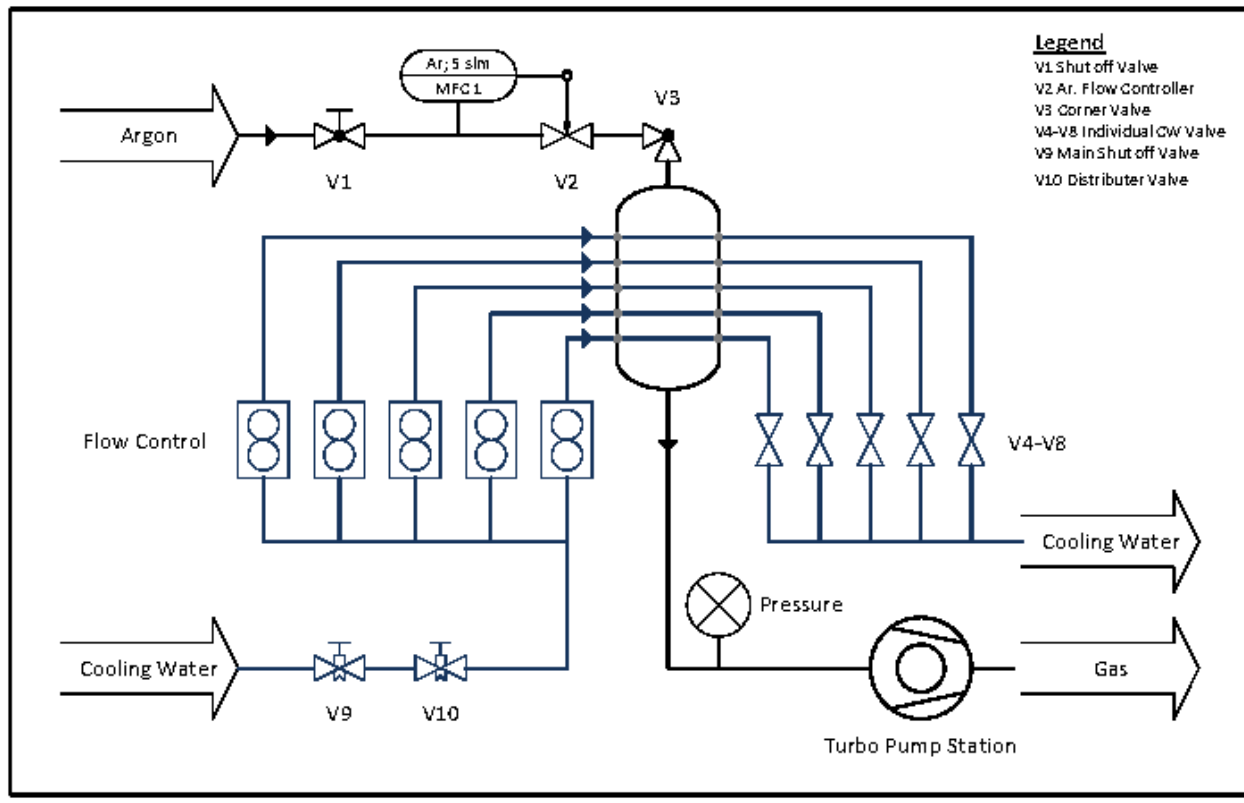 Legend
V1 Shut off Valve
V2 Ar. Flow Controller
V3 Corner Valve
V4-V8 Individual CW Valve
V9 Main Shut off Valve
V10 Distributer Valve
Ar; 5 slm
MFC 1
Argon
V1
V2
V3
Flow Control
V4-V8
Cooling Water
Pressure
Cooling Water
Gas
V9
V10
Turbo Pump Station